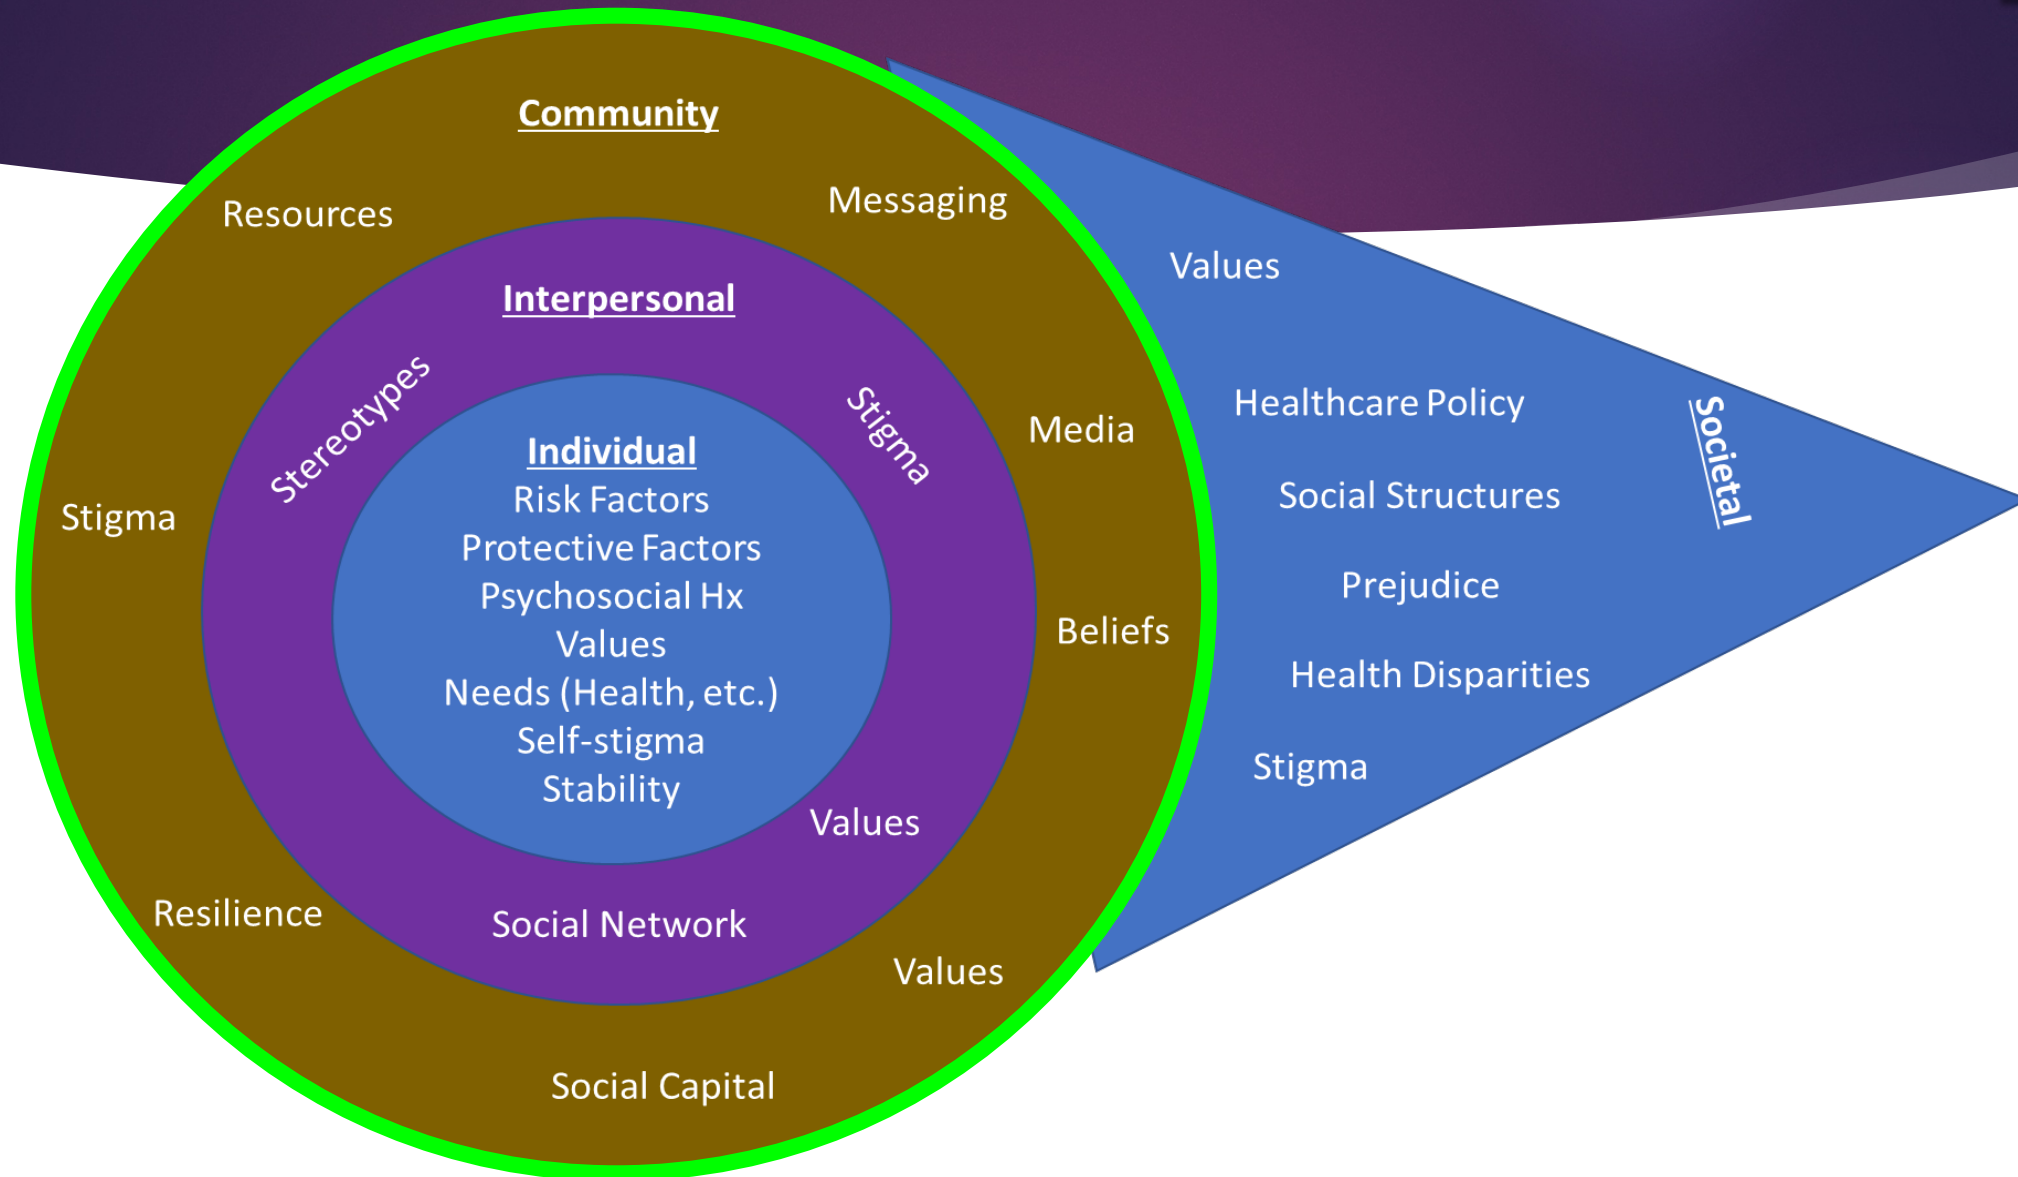 Community
Resources
Messaging
Interpersonal
Stereotypes
Stigma
Individual
Risk Factors
Protective Factors
Psychosocial Hx
Values
Needs (Health, etc.)
Self-stigma
Stability
Values
Social Network
Media
Stigma
Beliefs
Resilience
Values
Social Capital
Values
Healthcare Policy
Social Structures
Prejudice
Health Disparities
Stigma
Societal